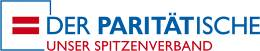 DER PARITÄTISCHE
UNSER SPITZENVERBAND